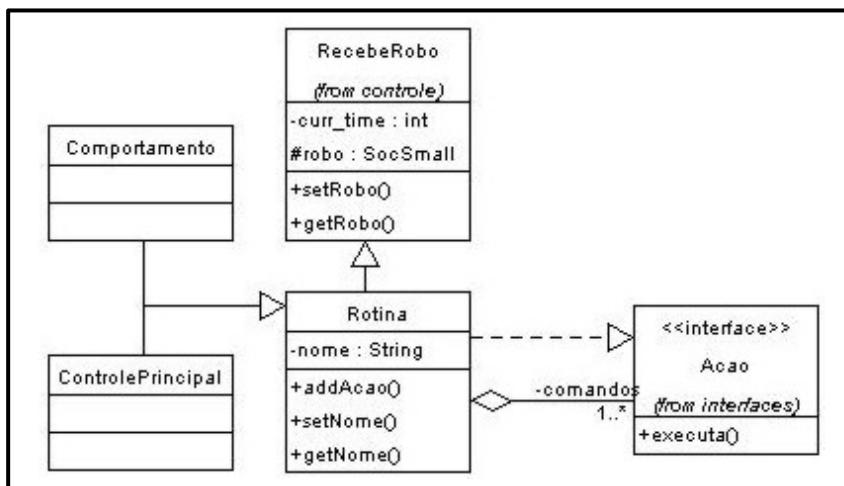 RecebeRobo
(from controle)
-curr_time : int
#robo : SocSmall
+setRobo()
+getRobo()
Comportamento
ControlePrincipal
Rotina
-nome : String
+addAcao()
+setNome()
+getNome()
-comandos
1..*
<<interface>>
Acao
(from interfaces)
+executa()